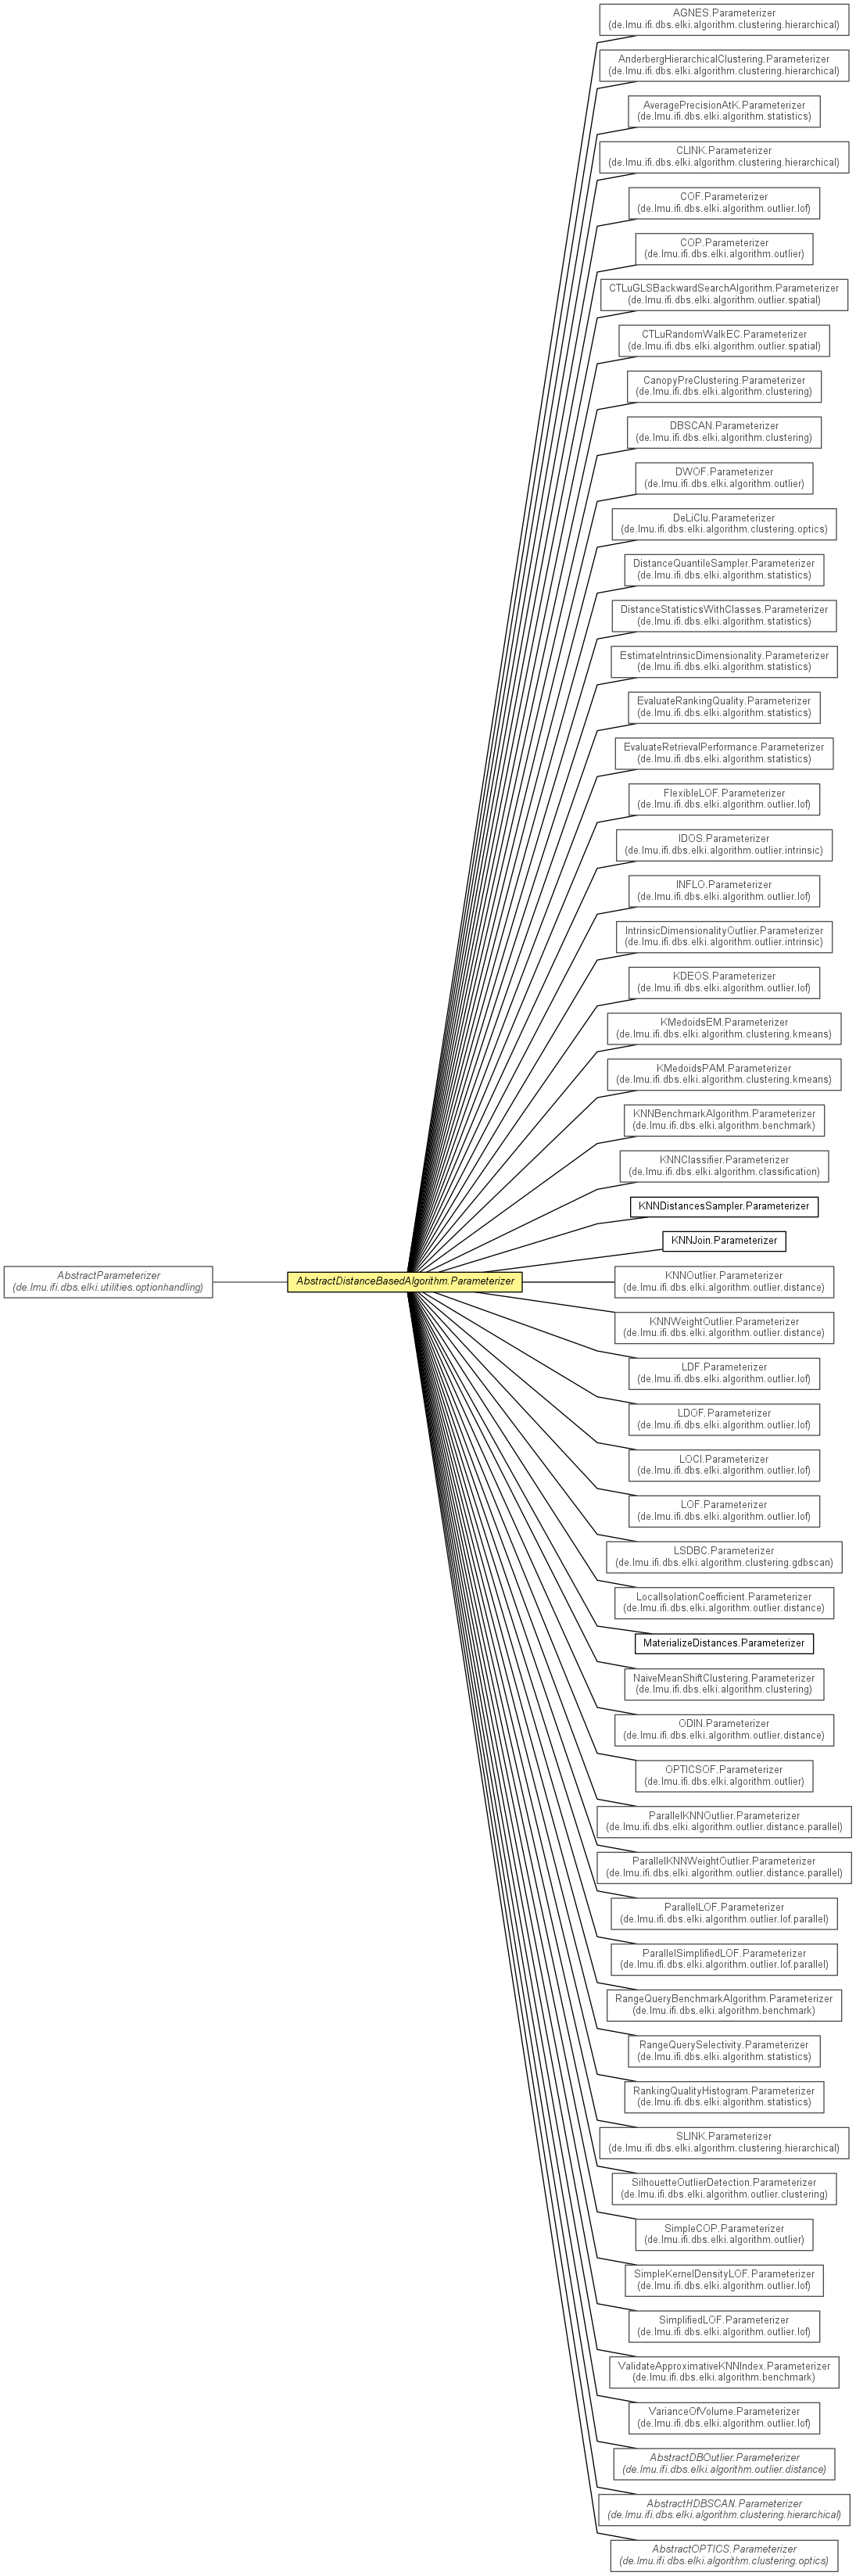 AGNES.Parameterizer
(de.lmu.ifi.dbs.elki.algorithm.clustering.hierarchical)
AnderbergHierarchicalClustering.Parameterizer
(de.lmu.ifi.dbs.elki.algorithm.clustering.hierarchical)
AveragePrecisionAtK.Parameterizer
(de.lmu.ifi.dbs.elki.algorithm.statistics)
CLINK.Parameterizer
(de.lmu.ifi.dbs.elki.algorithm.clustering.hierarchical)
COF.Parameterizer
(de.lmu.ifi.dbs.elki.algorithm.outlier.lof)
COP.Parameterizer
(de.lmu.ifi.dbs.elki.algorithm.outlier)
CTLuGLSBackwardSearchAlgorithm.Parameterizer
(de.lmu.ifi.dbs.elki.algorithm.outlier.spatial)
CTLuRandomWalkEC.Parameterizer
(de.lmu.ifi.dbs.elki.algorithm.outlier.spatial)
CanopyPreClustering.Parameterizer
(de.lmu.ifi.dbs.elki.algorithm.clustering)
DBSCAN.Parameterizer
(de.lmu.ifi.dbs.elki.algorithm.clustering)
DWOF.Parameterizer
(de.lmu.ifi.dbs.elki.algorithm.outlier)
DeLiClu.Parameterizer
(de.lmu.ifi.dbs.elki.algorithm.clustering.optics)
DistanceQuantileSampler.Parameterizer
(de.lmu.ifi.dbs.elki.algorithm.statistics)
DistanceStatisticsWithClasses.Parameterizer
(de.lmu.ifi.dbs.elki.algorithm.statistics)
EstimateIntrinsicDimensionality.Parameterizer
(de.lmu.ifi.dbs.elki.algorithm.statistics)
EvaluateRankingQuality.Parameterizer
(de.lmu.ifi.dbs.elki.algorithm.statistics)
EvaluateRetrievalPerformance.Parameterizer
(de.lmu.ifi.dbs.elki.algorithm.statistics)
FlexibleLOF.Parameterizer
(de.lmu.ifi.dbs.elki.algorithm.outlier.lof)
IDOS.Parameterizer
(de.lmu.ifi.dbs.elki.algorithm.outlier.intrinsic)
INFLO.Parameterizer
(de.lmu.ifi.dbs.elki.algorithm.outlier.lof)
IntrinsicDimensionalityOutlier.Parameterizer
(de.lmu.ifi.dbs.elki.algorithm.outlier.intrinsic)
KDEOS.Parameterizer
(de.lmu.ifi.dbs.elki.algorithm.outlier.lof)
KMedoidsEM.Parameterizer
(de.lmu.ifi.dbs.elki.algorithm.clustering.kmeans)
KMedoidsPAM.Parameterizer
(de.lmu.ifi.dbs.elki.algorithm.clustering.kmeans)
KNNBenchmarkAlgorithm.Parameterizer
(de.lmu.ifi.dbs.elki.algorithm.benchmark)
KNNClassifier.Parameterizer
(de.lmu.ifi.dbs.elki.algorithm.classification)
KNNDistancesSampler.Parameterizer
KNNJoin.Parameterizer
AbstractParameterizer
(de.lmu.ifi.dbs.elki.utilities.optionhandling)
AbstractDistanceBasedAlgorithm.Parameterizer
KNNOutlier.Parameterizer
(de.lmu.ifi.dbs.elki.algorithm.outlier.distance)
KNNWeightOutlier.Parameterizer
(de.lmu.ifi.dbs.elki.algorithm.outlier.distance)
LDF.Parameterizer
(de.lmu.ifi.dbs.elki.algorithm.outlier.lof)
LDOF.Parameterizer
(de.lmu.ifi.dbs.elki.algorithm.outlier.lof)
LOCI.Parameterizer
(de.lmu.ifi.dbs.elki.algorithm.outlier.lof)
LOF.Parameterizer
(de.lmu.ifi.dbs.elki.algorithm.outlier.lof)
LSDBC.Parameterizer
(de.lmu.ifi.dbs.elki.algorithm.clustering.gdbscan)
LocalIsolationCoefficient.Parameterizer
(de.lmu.ifi.dbs.elki.algorithm.outlier.distance)
MaterializeDistances.Parameterizer
NaiveMeanShiftClustering.Parameterizer
(de.lmu.ifi.dbs.elki.algorithm.clustering)
ODIN.Parameterizer
(de.lmu.ifi.dbs.elki.algorithm.outlier.distance)
OPTICSOF.Parameterizer
(de.lmu.ifi.dbs.elki.algorithm.outlier)
ParallelKNNOutlier.Parameterizer
(de.lmu.ifi.dbs.elki.algorithm.outlier.distance.parallel)
ParallelKNNWeightOutlier.Parameterizer
(de.lmu.ifi.dbs.elki.algorithm.outlier.distance.parallel)
ParallelLOF.Parameterizer
(de.lmu.ifi.dbs.elki.algorithm.outlier.lof.parallel)
ParallelSimplifiedLOF.Parameterizer
(de.lmu.ifi.dbs.elki.algorithm.outlier.lof.parallel)
RangeQueryBenchmarkAlgorithm.Parameterizer
(de.lmu.ifi.dbs.elki.algorithm.benchmark)
RangeQuerySelectivity.Parameterizer
(de.lmu.ifi.dbs.elki.algorithm.statistics)
RankingQualityHistogram.Parameterizer
(de.lmu.ifi.dbs.elki.algorithm.statistics)
SLINK.Parameterizer
(de.lmu.ifi.dbs.elki.algorithm.clustering.hierarchical)
SilhouetteOutlierDetection.Parameterizer
(de.lmu.ifi.dbs.elki.algorithm.outlier.clustering)
SimpleCOP.Parameterizer
(de.lmu.ifi.dbs.elki.algorithm.outlier)
SimpleKernelDensityLOF.Parameterizer
(de.lmu.ifi.dbs.elki.algorithm.outlier.lof)
SimplifiedLOF.Parameterizer
(de.lmu.ifi.dbs.elki.algorithm.outlier.lof)
ValidateApproximativeKNNIndex.Parameterizer
(de.lmu.ifi.dbs.elki.algorithm.benchmark)
VarianceOfVolume.Parameterizer
(de.lmu.ifi.dbs.elki.algorithm.outlier.lof)
AbstractDBOutlier.Parameterizer
(de.lmu.ifi.dbs.elki.algorithm.outlier.distance)
AbstractHDBSCAN.Parameterizer
(de.lmu.ifi.dbs.elki.algorithm.clustering.hierarchical)
AbstractOPTICS.Parameterizer
(de.lmu.ifi.dbs.elki.algorithm.clustering.optics)